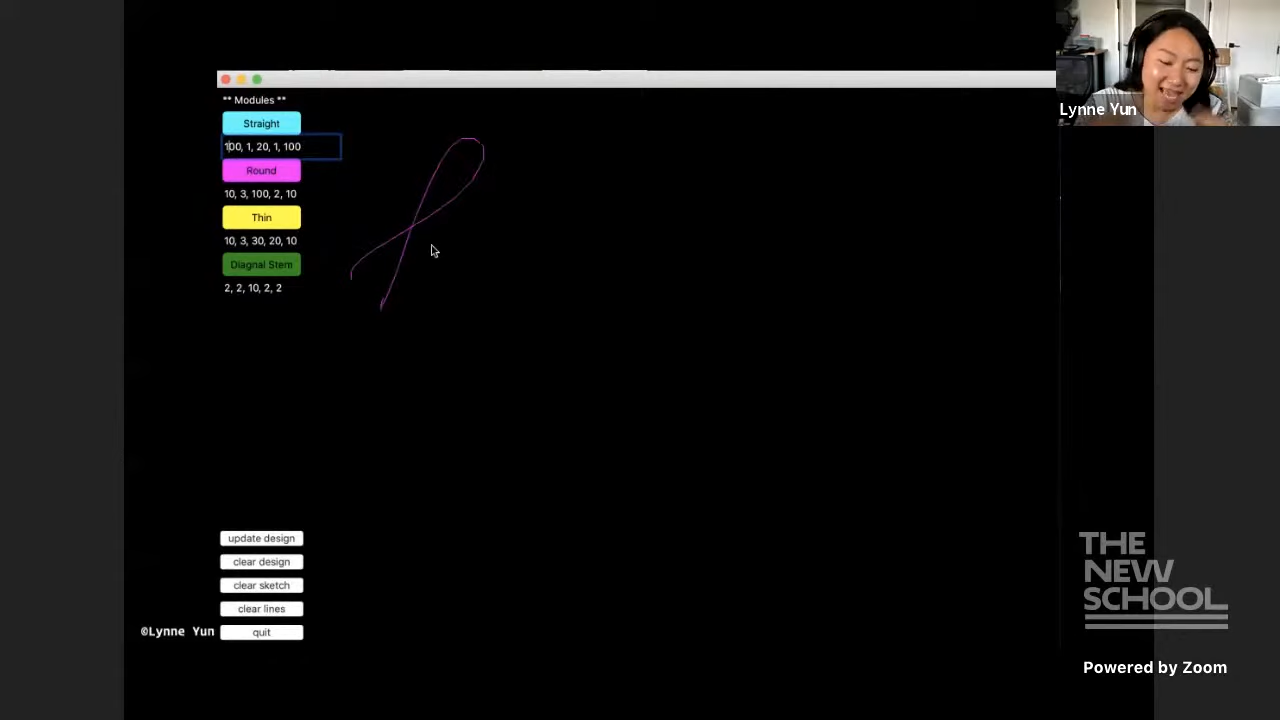 ** Modules **
Straight
100, 1, 20, 1, 100
Round
10, 3, 100, 2, 10
Thin
10, 3, 30, 20, 10
Diagnal Stem
2, 2, 10, 2, 2
update design
clear design
clear sketch
clear lines
quit
©Lynne Yun
Lynne Yun
THE
NEW
SCHOOL
Powered by Zoom